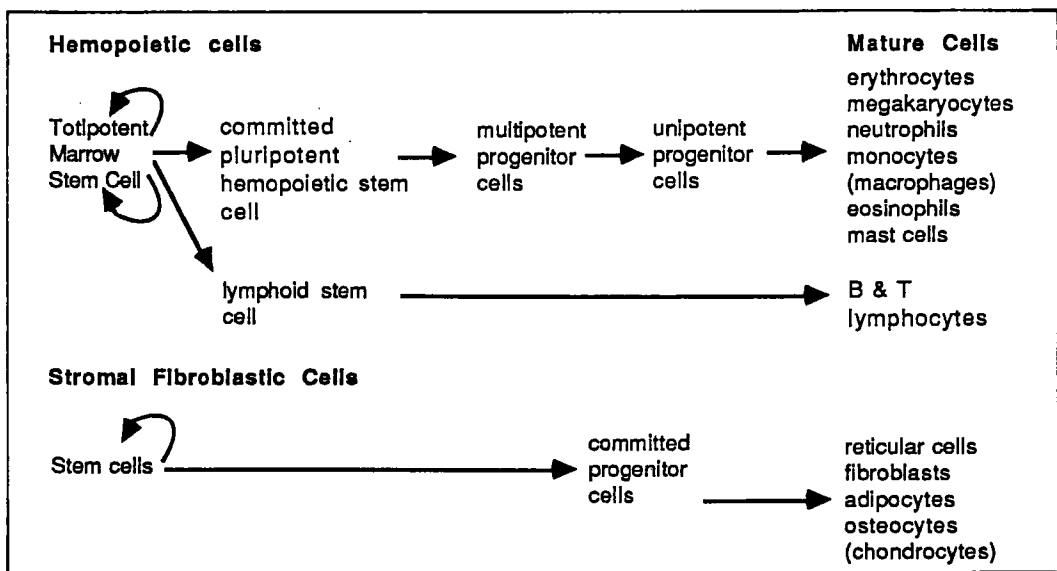 Hemopoietic cells
Totipotent
Marrow
Stem Cell
committed
pluripotent
hemopoietic stem
cell
multipotent
progenitor
cells
unipotent
progenitor
cells
Mature Cells
erythrocytes
megakaryocytes
neutrophils
monocytes
(macrophages)
eosinophils
mast cells
lymphoid stem
cell
B & T
lymphocytes
Stromal Fibroblastic Cells
Stem cells
committed
progenitor
cells
reticular cells
fibroblasts
adipocytes
osteocytes
(chondrocytes)